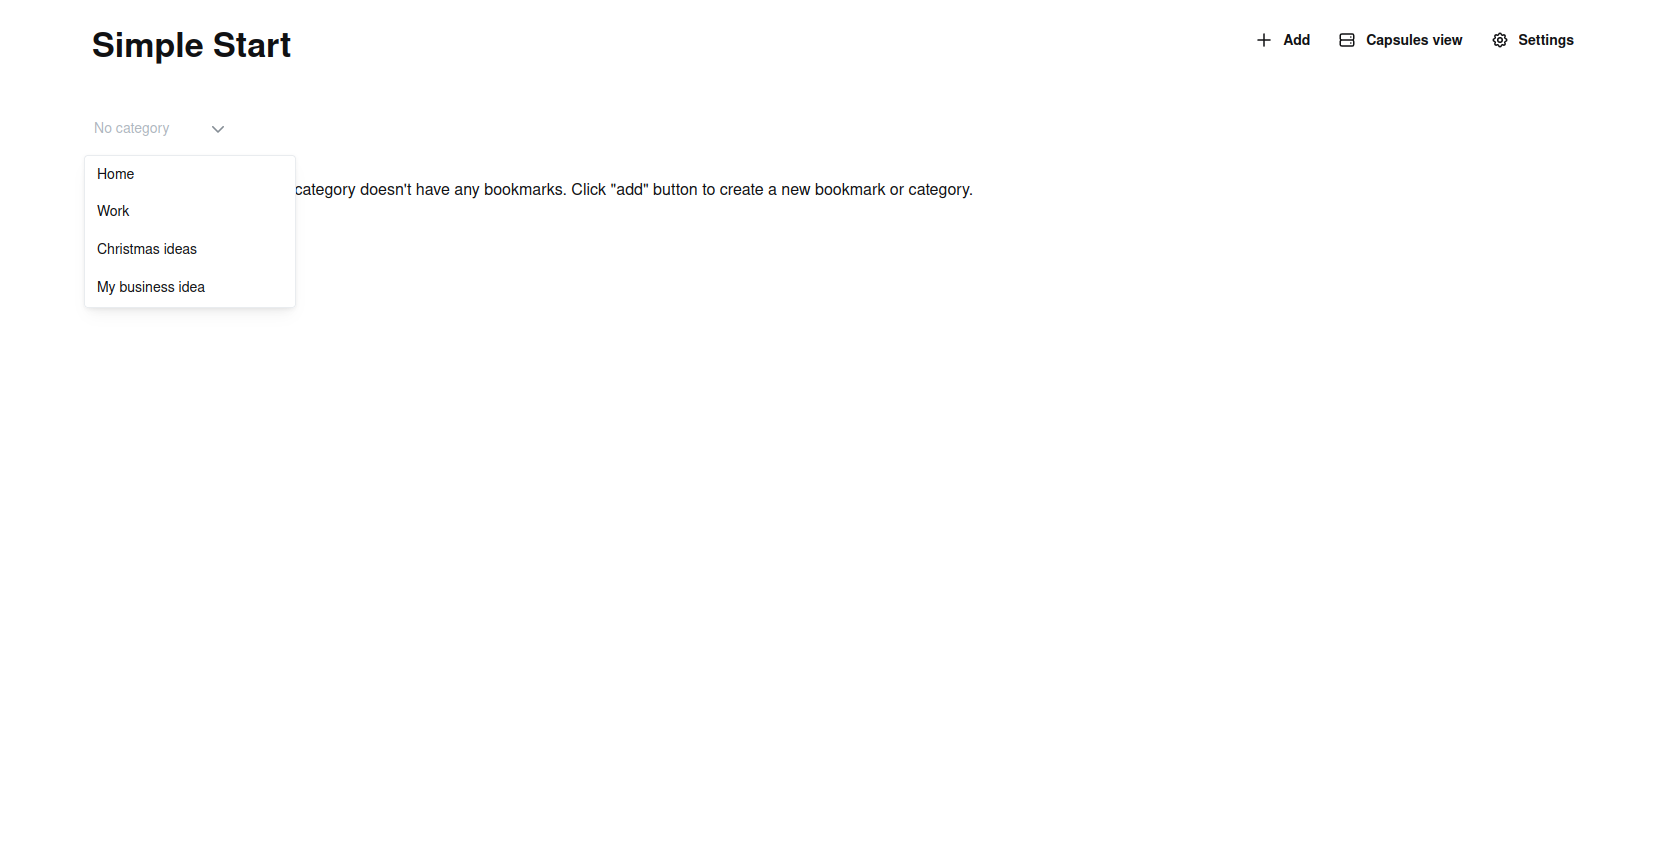 Simple Start
Add
Capsules view
Settings
No category
Home
category doesn't have any bookmarks. Click "add" button to create a new bookmark or category.
Work
Christmas ideas
My business idea